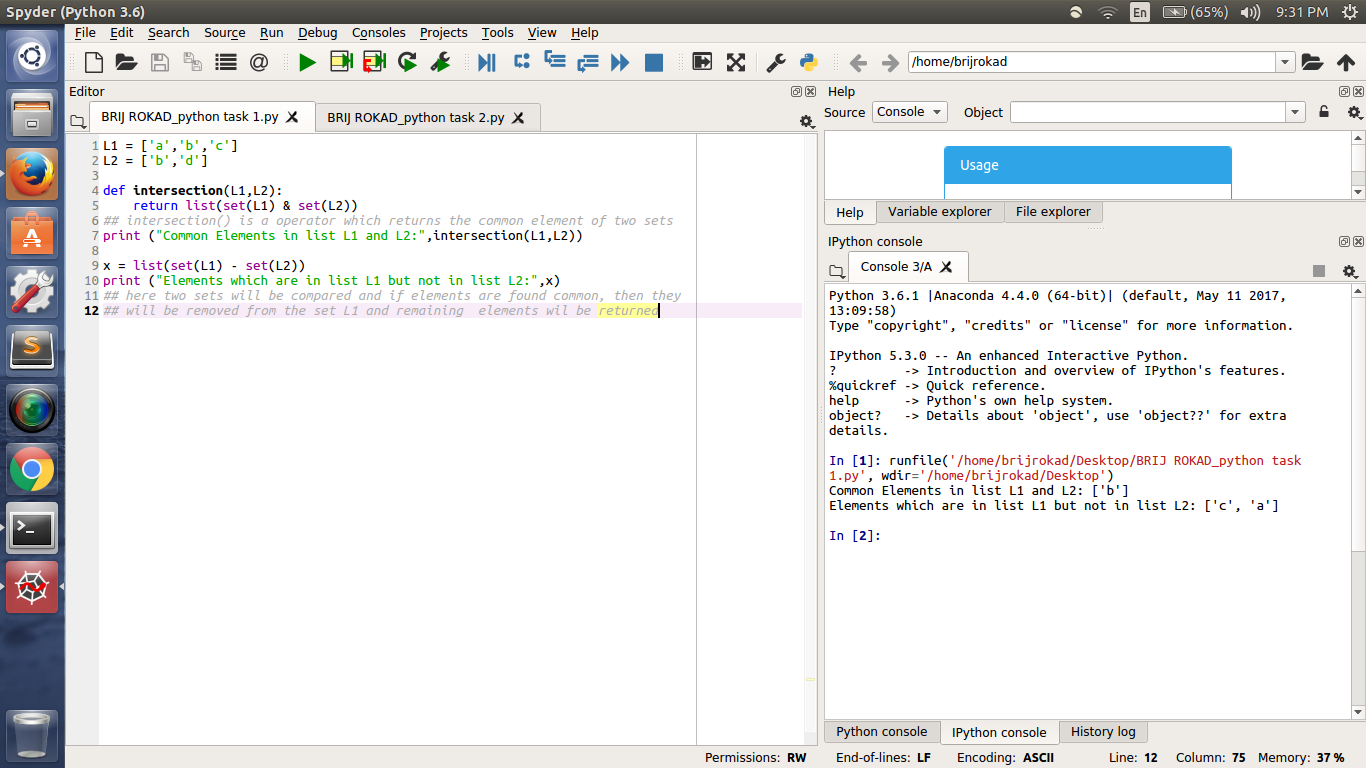 Spyder (Python 3.6)
En (65%) 9:31 PM
File Edit Search Source Run Debug Consoles Projects Tools View Help
/home/brijrokad
Editor
BRIJ ROKAD_python task 1.py BRIJ ROKAD_python task 2.py
1 L1 = ['a','b','c']
2 L2 = ['b','d']
3
4 def intersection(L1,L2):
5     return list(set(L1) & set(L2))
6 ## intersection() is a operator which returns the common element of two sets
7 print ("Common Elements in list L1 and L2:",intersection(L1,L2))
8
9 x = list(set(L1) - set(L2))
10 print ("Elements which are in list L1 but not in list L2:",x)
11 ## here two sets will be compared and if elements are found common, then they
12 ## will be removed from the set L1 and remaining  elements wil be returned
Help
Source Console Object
Usage
Help Variable explorer File explorer
IPython console
Console 3/A
Python 3.6.1 |Anaconda 4.4.0 (64-bit)| (default, May 11 2017,
13:09:58)
Type "copyright", "credits" or "license" for more information.
IPython 5.3.0 -- An enhanced Interactive Python.
?         -> Introduction and overview of IPython's features.
%quickref -> Quick reference.
help      -> Python's own help system.
object?   -> Details about 'object', use 'object??' for extra
details.
In [1]: runfile('/home/brijrokad/Desktop/BRIJ ROKAD_python task
1.py', wdir='/home/brijrokad/Desktop')
Common Elements in list L1 and L2: ['b']
Elements which are in list L1 but not in list L2: ['c', 'a']
In [2]:
Python console IPython console History log
Permissions: RW End-of-lines: LF Encoding: ASCII Line: 12 Column: 75 Memory: 37 %